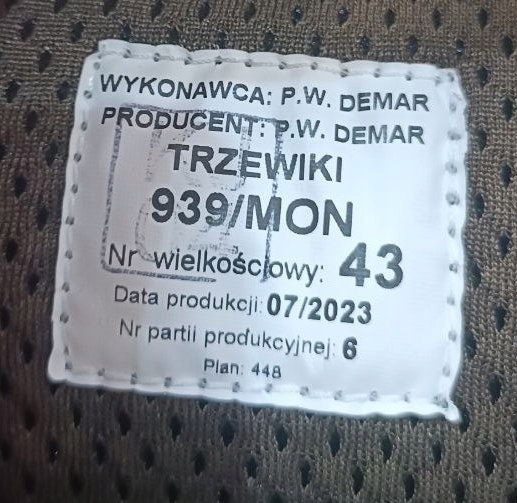 WYKONAWCA: P.W. DEMAR
PRODUCENT: P.W. DEMAR
TRZEWIKI
939/MON
Nr wielkościowy: 43
Data produkcji: 07/2023
Nr partii produkcyjnej: 6
Plan: 448